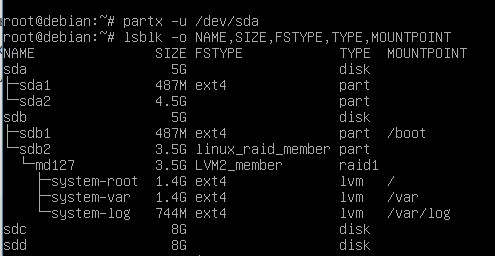 root@debian:~# partx -u /dev/sda
root@debian:~# lsblk -o NAME,SIZE,FSTYPE,TYPE,MOUNTPOINT
NAME                SIZE FSTYPE            TYPE  MOUNTPOINT
sda                   5G                   disk
├─sda1              487M ext4              part
└─sda2              4.5G                   part
sdb                   5G                   disk
├─sdb1              487M ext4              part  /boot
└─sdb2              3.5G linux_raid_member part
  └─md127           3.5G LVM2_member       raid1
    ├─system-root   1.4G ext4              lvm   /
    ├─system-var    1.4G ext4              lvm   /var
    └─system-log    744M ext4              lvm   /var/log
sdc                   8G                   disk
sdd                   8G                   disk